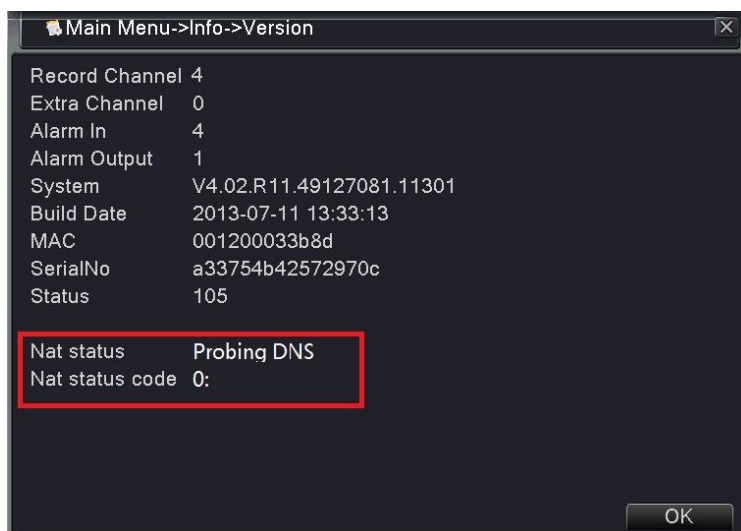 Main Menu->Info->Version
Record Channel 4
Extra Channel 0
Alarm In 4
Alarm Output 1
System V4.02.R11.49127081.11301
Build Date 2013-07-11 13:33:13
MAC 001200033b8d
SerialNo a33754b42572970c
Status 105
Nat status Probing DNS
Nat status code 0:
OK